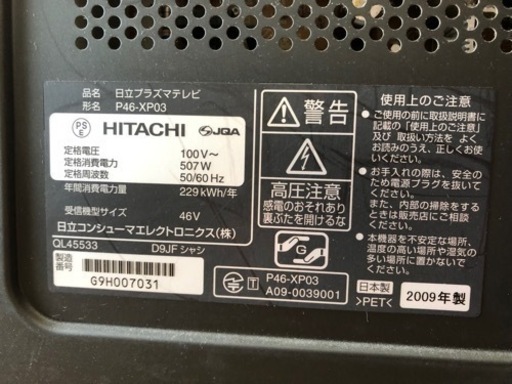 品名 日立プラズマテレビ
形名 P46-XP03
PS
E
HITACHI JQA
定格電圧 100V～
定格消費電力 507W
定格周波数 50/60Hz
年間消費電力量 229kWh/年
受信機型サイズ 46V
日立コンシューマエレクトロニクス(株)
QL45533 D9JFシャシ
製造番号 G9H007031
警告
高圧注意
感電のおそれあり
裏ぶたを開けるな
P46-XP03
A09-0039001
使用上のご注意
●ご使用の前に取扱説明書に
記載の「使用上のご注意」及
び 取扱い方法を よく
お読みのうえ、正しくお使い
ください。
●お手入れの際は、安全のた
め電源プラグを抜いて下さい。
また、内部の掃除をすると
きは販売店にご相談
ください。
●本機器を不安定な場所、
高温になる場所や湿気の
多い場所に置かないで
ください。
日本製
>PET<
2009年製